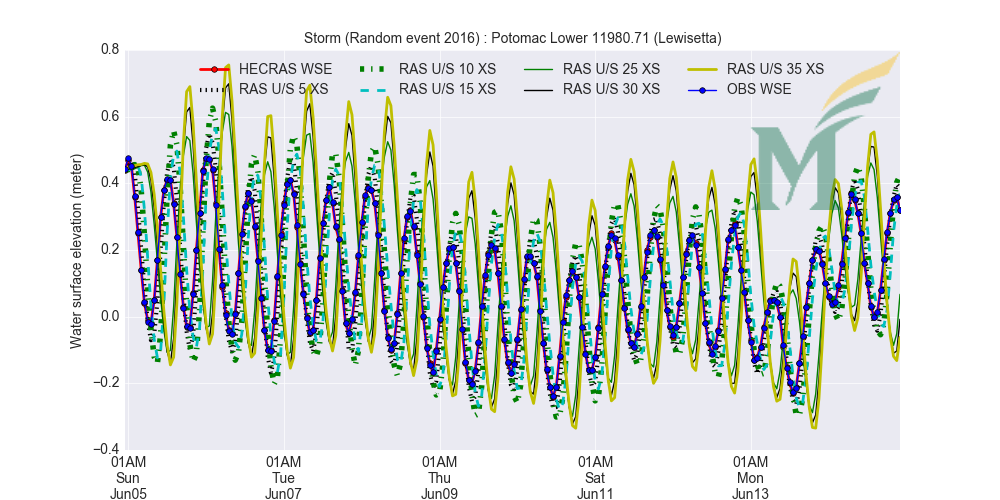 Storm (Random event 2016) : Potomac Lower 11980.71 (Lewisetta)
HECRAS WSE
RAS U/S 5 XS
RAS U/S 10 XS
RAS U/S 15 XS
RAS U/S 25 XS
RAS U/S 30 XS
RAS U/S 35 XS
OBS WSE
M
Water surface elevation (meter)
0.8
0.6
0.4
0.2
0.0
−0.2
−0.4
01AM
Sun
Jun05
01AM
Tue
Jun07
01AM
Thu
Jun09
01AM
Sat
Jun11
01AM
Mon
Jun13